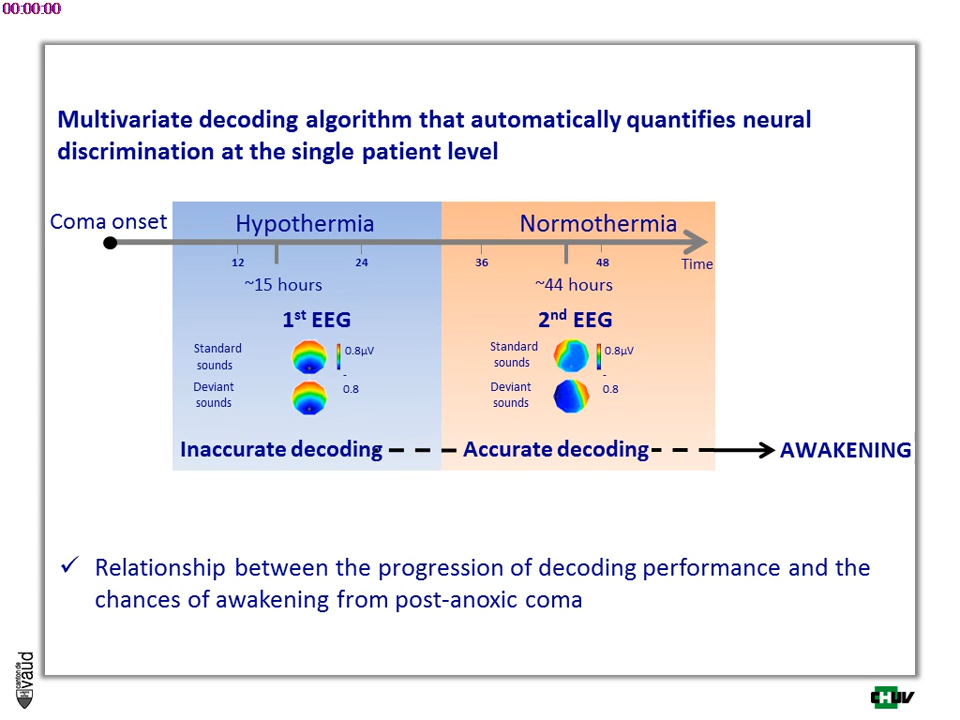 00:00:00
Multivariate decoding algorithm that automatically quantifies neural
discrimination at the single patient level
Coma onset
Hypothermia
Normothermia
12
24
36
48
Time
~15 hours
~44 hours
1st EEG
2nd EEG
Standard
sounds
0.8µV
Standard
sounds
0.8µV
Deviant
sounds
-
0.8
Deviant
sounds
-
0.8
Inaccurate decoding
Accurate decoding
AWAKENING
✓ Relationship between the progression of decoding performance and the
chances of awakening from post-anoxic coma
canton de
vaud
CHUV